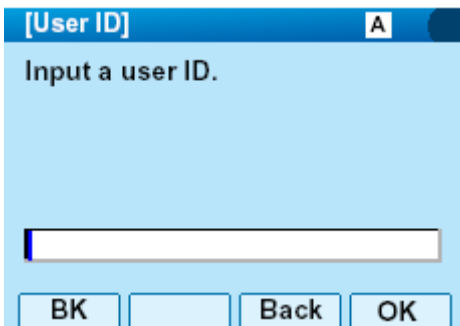 [User ID] A
Input a user ID.
BK Back OK